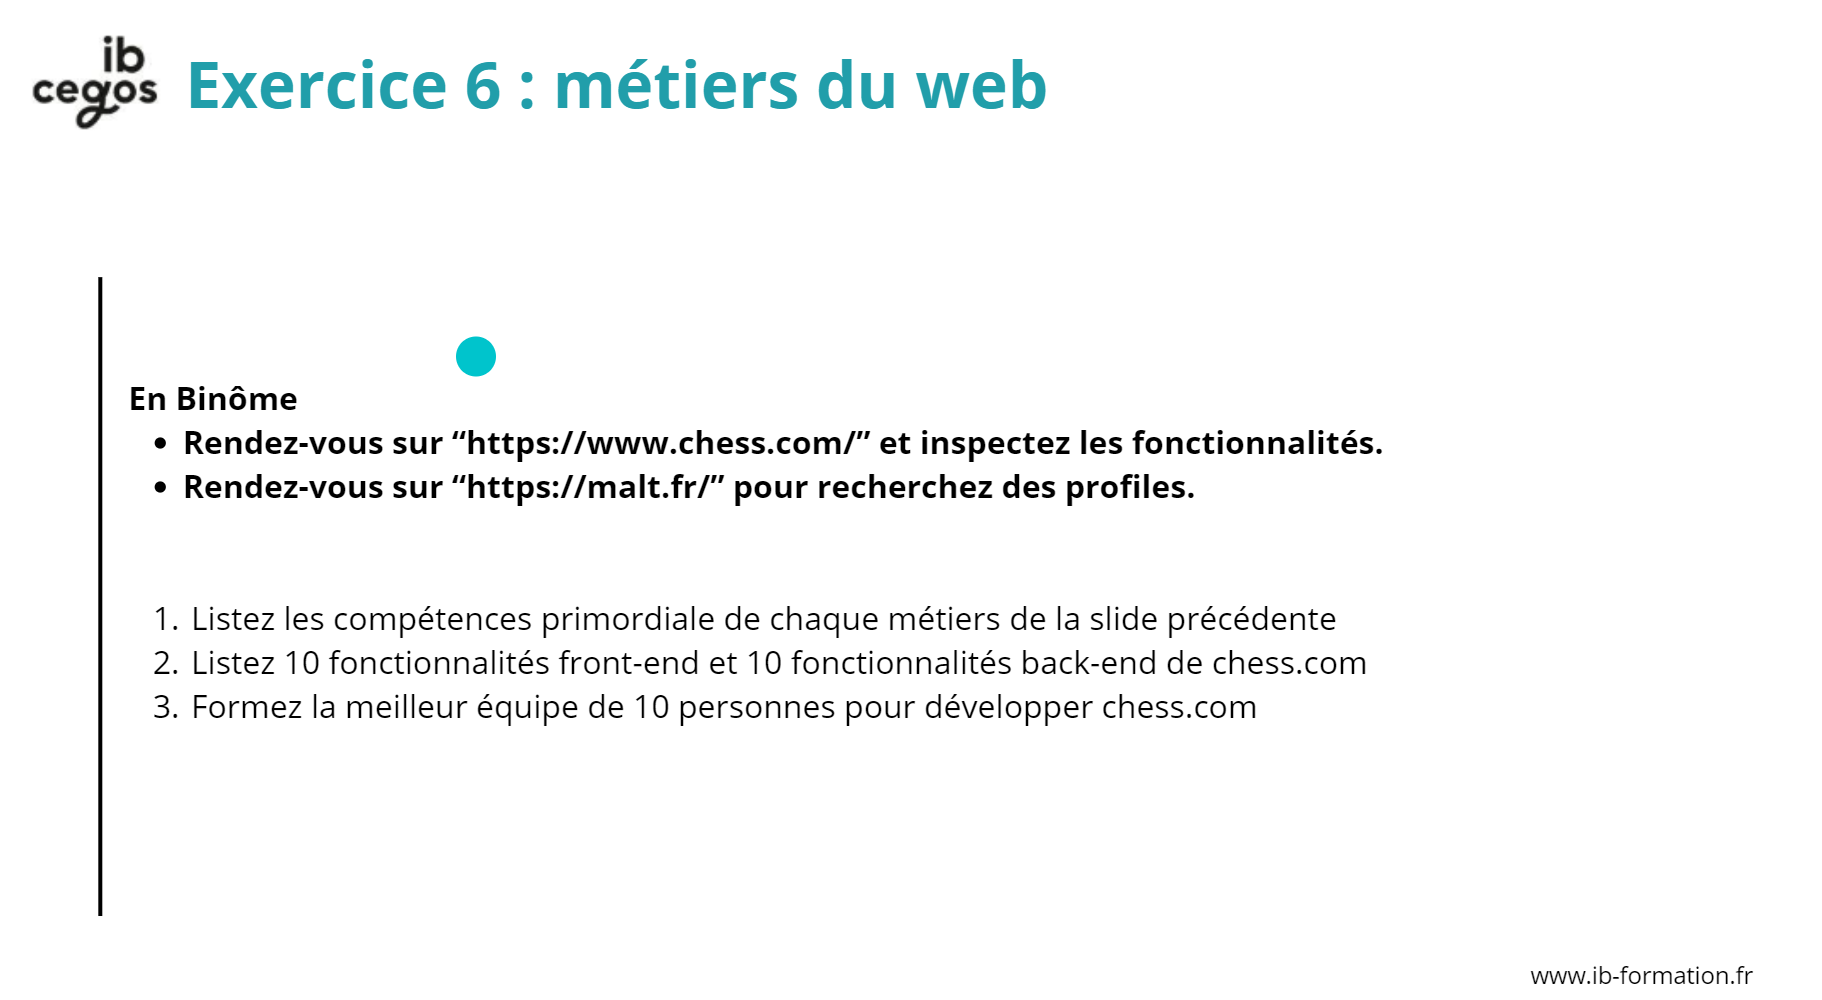 ib
cegos
Exercice 6 : métiers du web
En Binôme
• Rendez-vous sur “https://www.chess.com/” et inspectez les fonctionnalités.
• Rendez-vous sur “https://malt.fr/” pour recherchez des profiles.
1. Listez les compétences primordiale de chaque métiers de la slide précédente
2. Listez 10 fonctionnalités front-end et 10 fonctionnalités back-end de chess.com
3. Formez la meilleur équipe de 10 personnes pour développer chess.com
www.ib-formation.fr